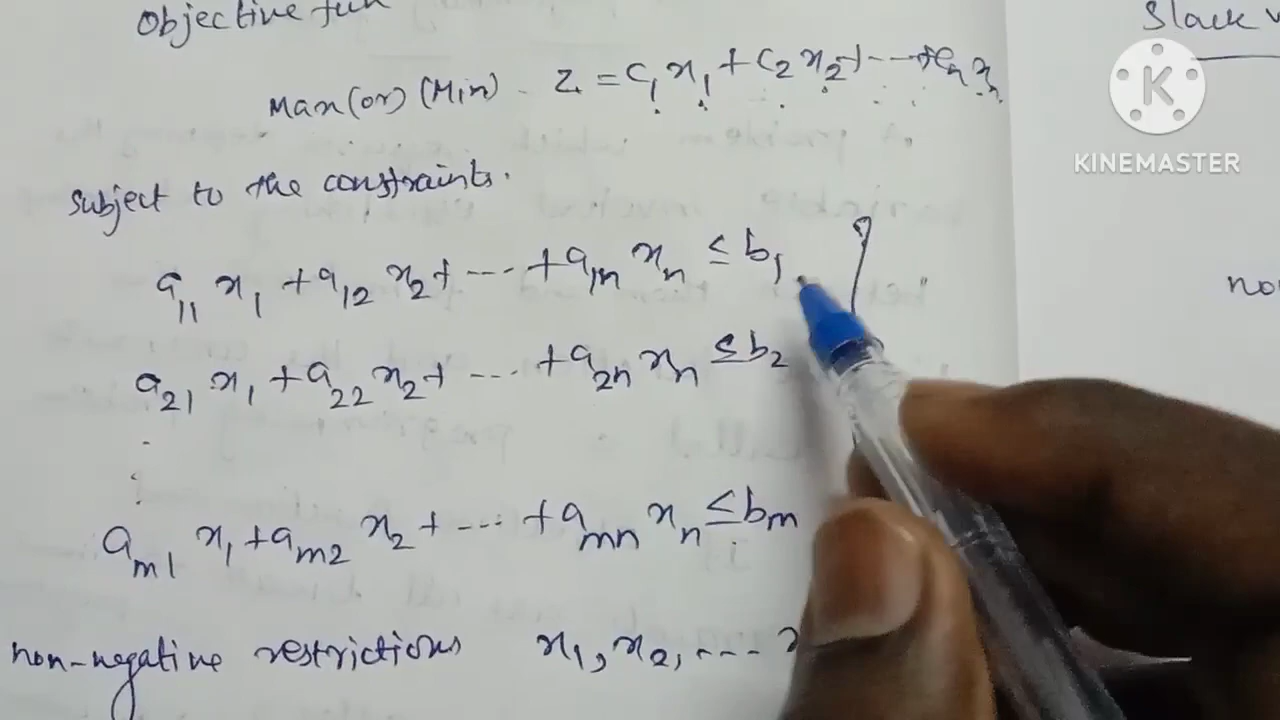 Objective fun
Max (or) (Min) Z = c₁x₁ + c₂x₂ + --- + cₙxₙ
subject to the constraints.
a₁₁ x₁ + a₁₂ x₂ + --- + a₁ₙ xₙ ≤ b₁
a₂₁ x₁ + a₂₂ x₂ + --- + a₂ₙ xₙ ≤ b₂
⋮
aₘ₁ x₁ + aₘ₂ x₂ + --- + aₘₙ xₙ ≤ bₘ
non-negative restrictions x₁, x₂, ---
Slack
no
KINEMASTER